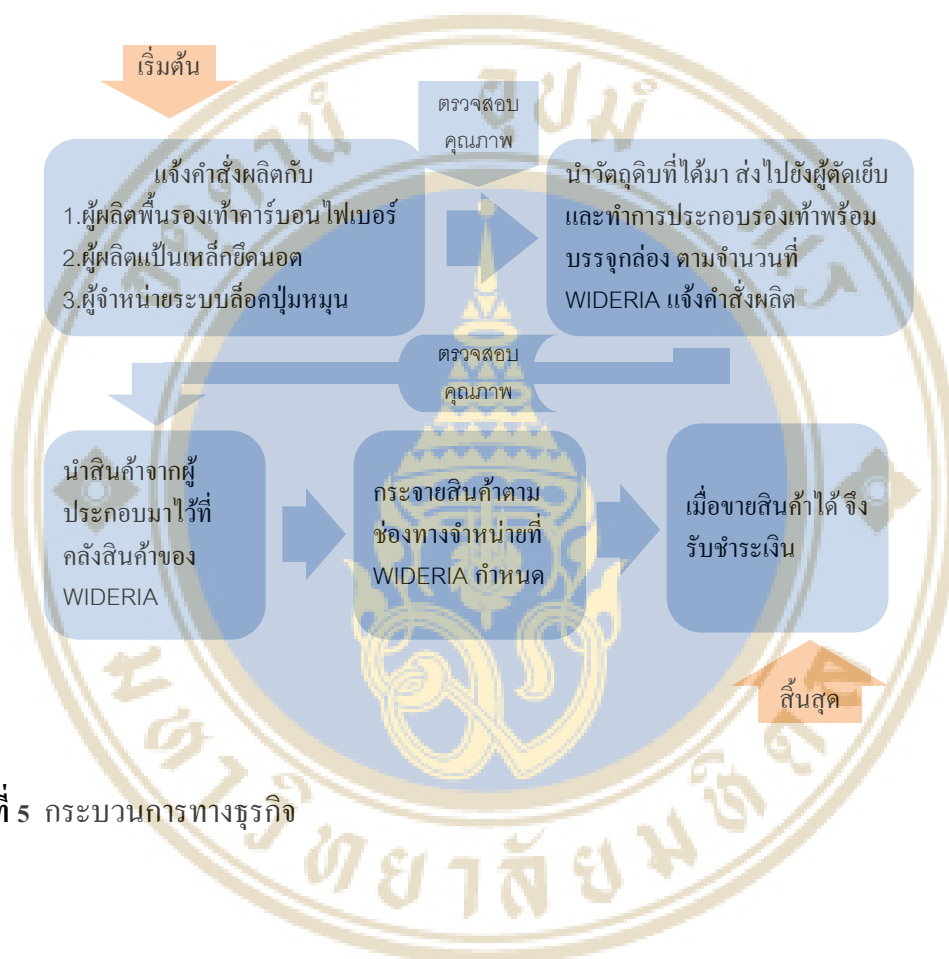 เริ่มต้น
ตรวจสอบ
คุณภาพ
แจ้งคำสั่งผลิตกับ
1.ผู้ผลิตพื้นรองเท้าคาร์บอนไฟเบอร์
2.ผู้ผลิตแป้นเหล็กยึดนอต
3.ผู้จำหน่ายระบบล็อคปุ่มหมุน
นำวัตถุดิบที่ได้มา ส่งไปยังผู้ตัดเย็บ
และทำการประกอบรองเท้าพร้อม
บรรจุกล่อง ตามจำนวนที่
WIDERIA แจ้งคำสั่งผลิต
ตรวจสอบ
คุณภาพ
นำสินค้าจากผู้
ประกอบมาไว้ที่
คลังสินค้าของ
WIDERIA
กระจายสินค้าตาม
ช่องทางจำหน่ายที่
WIDERIA กำหนด
เมื่อขายสินค้าได้ จึง
รับชำระเงิน
สิ้นสุด
ที่ 5 กระบวนการทางธุรกิจ
มหาวิทยาลัยมหิดล